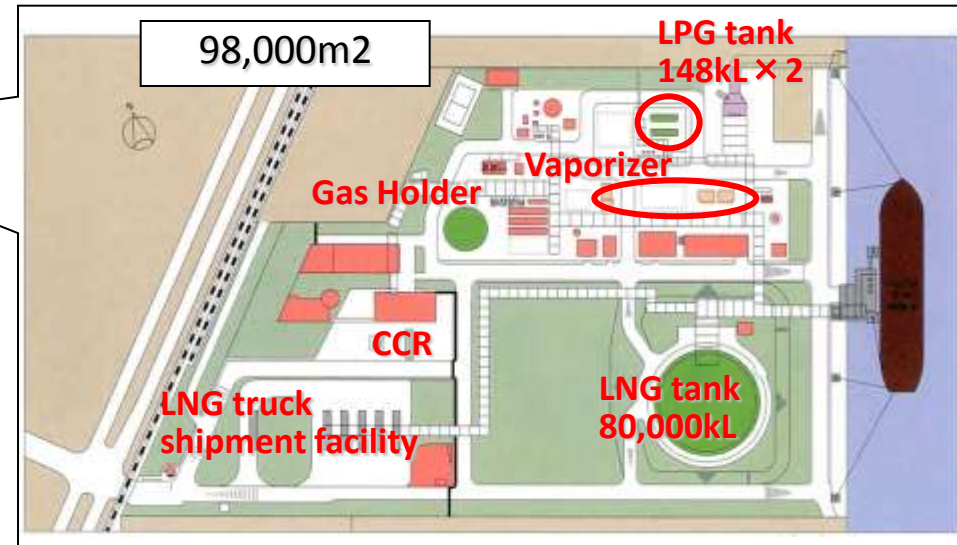 98,000m2
LPG tank
148kL×2
Vaporizer
Gas Holder
CCR
LNG truck
shipment facility
LNG tank
80,000kL